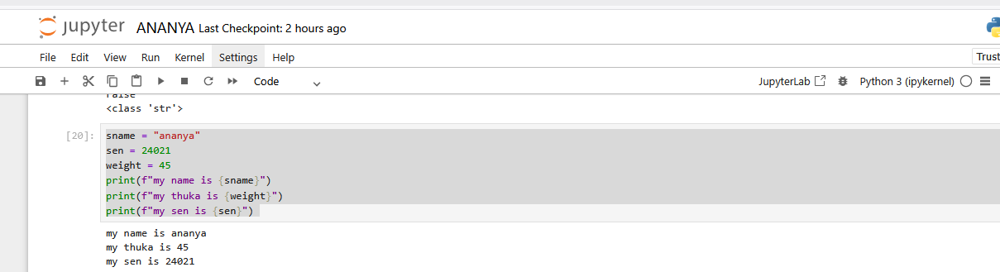 jupyter ANANYA Last Checkpoint: 2 hours ago
File Edit View Run Kernel Settings Help
Trust
Code JupyterLab Python 3 (ipykernel)
False
<class 'str'>
[20]: sname = "ananya"
sen = 24021
weight = 45
print(f"my name is {sname}")
print(f"my thuka is {weight}")
print(f"my sen is {sen}")
my name is ananya
my thuka is 45
my sen is 24021